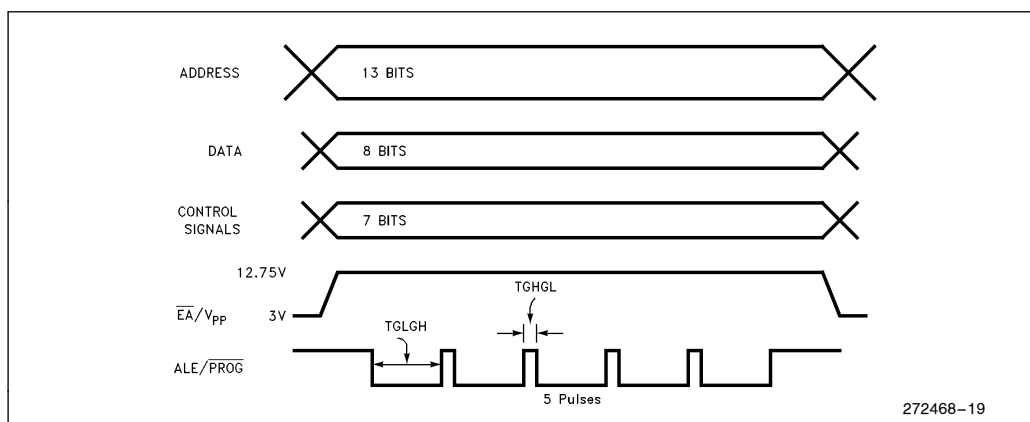 ADDRESS
13 BITS
DATA
8 BITS
CONTROL
SIGNALS
7 BITS
12.75V
TGHGL
EA/VPP
3V
TGLGH
ALE/PROG
5 Pulses
272468–19